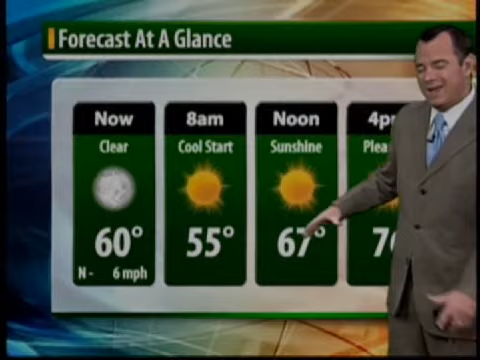 Forecast At A Glance
Now
Clear
60°
N - 6 mph
8am
Cool Start
55°
Noon
Sunshine
67°